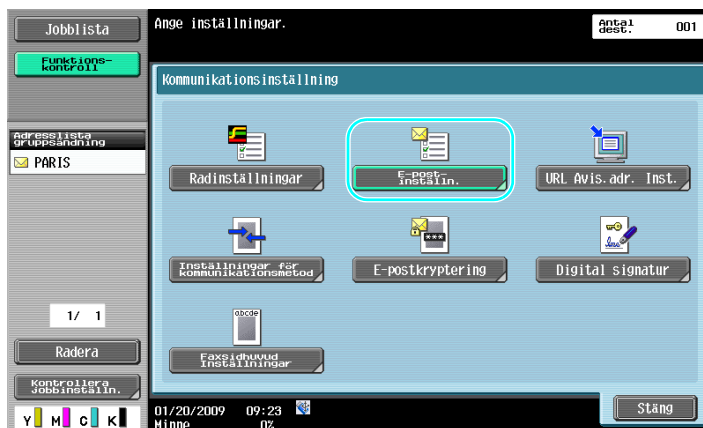 Jobblista
Ange inställningar.
Antal
dest.
001
Funktions-
kontroll
Kommunikationsinställning
Adresslista
gruppsändning
PARIS
Radinställningar
E-post-
inställn.
URL Avis.adr. Inst.
Inställningar för
kommunikationsmetod
E-postkryptering
Digital signatur
abcde
Faxsidhuvud
Inställningar
1/ 1
Radera
Kontrollera
Jobbinställn.
Y M C K
01/20/2009 09:23
Minne 0%
Stäng